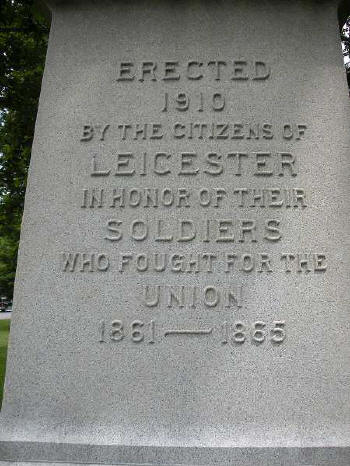 ERECTED
1910
BY THE CITIZENS OF
LEICESTER
IN HONOR OF THEIR
SOLDIERS
WHO FOUGHT FOR THE
UNION
1861 — 1865